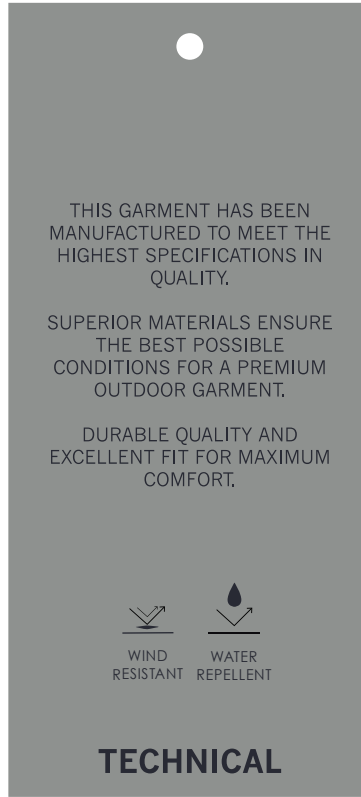 THIS GARMENT HAS BEEN
MANUFACTURED TO MEET THE
HIGHEST SPECIFICATIONS IN
QUALITY.
SUPERIOR MATERIALS ENSURE
THE BEST POSSIBLE
CONDITIONS FOR A PREMIUM
OUTDOOR GARMENT.
DURABLE QUALITY AND
EXCELLENT FIT FOR MAXIMUM
COMFORT.
WIND
RESISTANT
WATER
REPELLENT
TECHNICAL